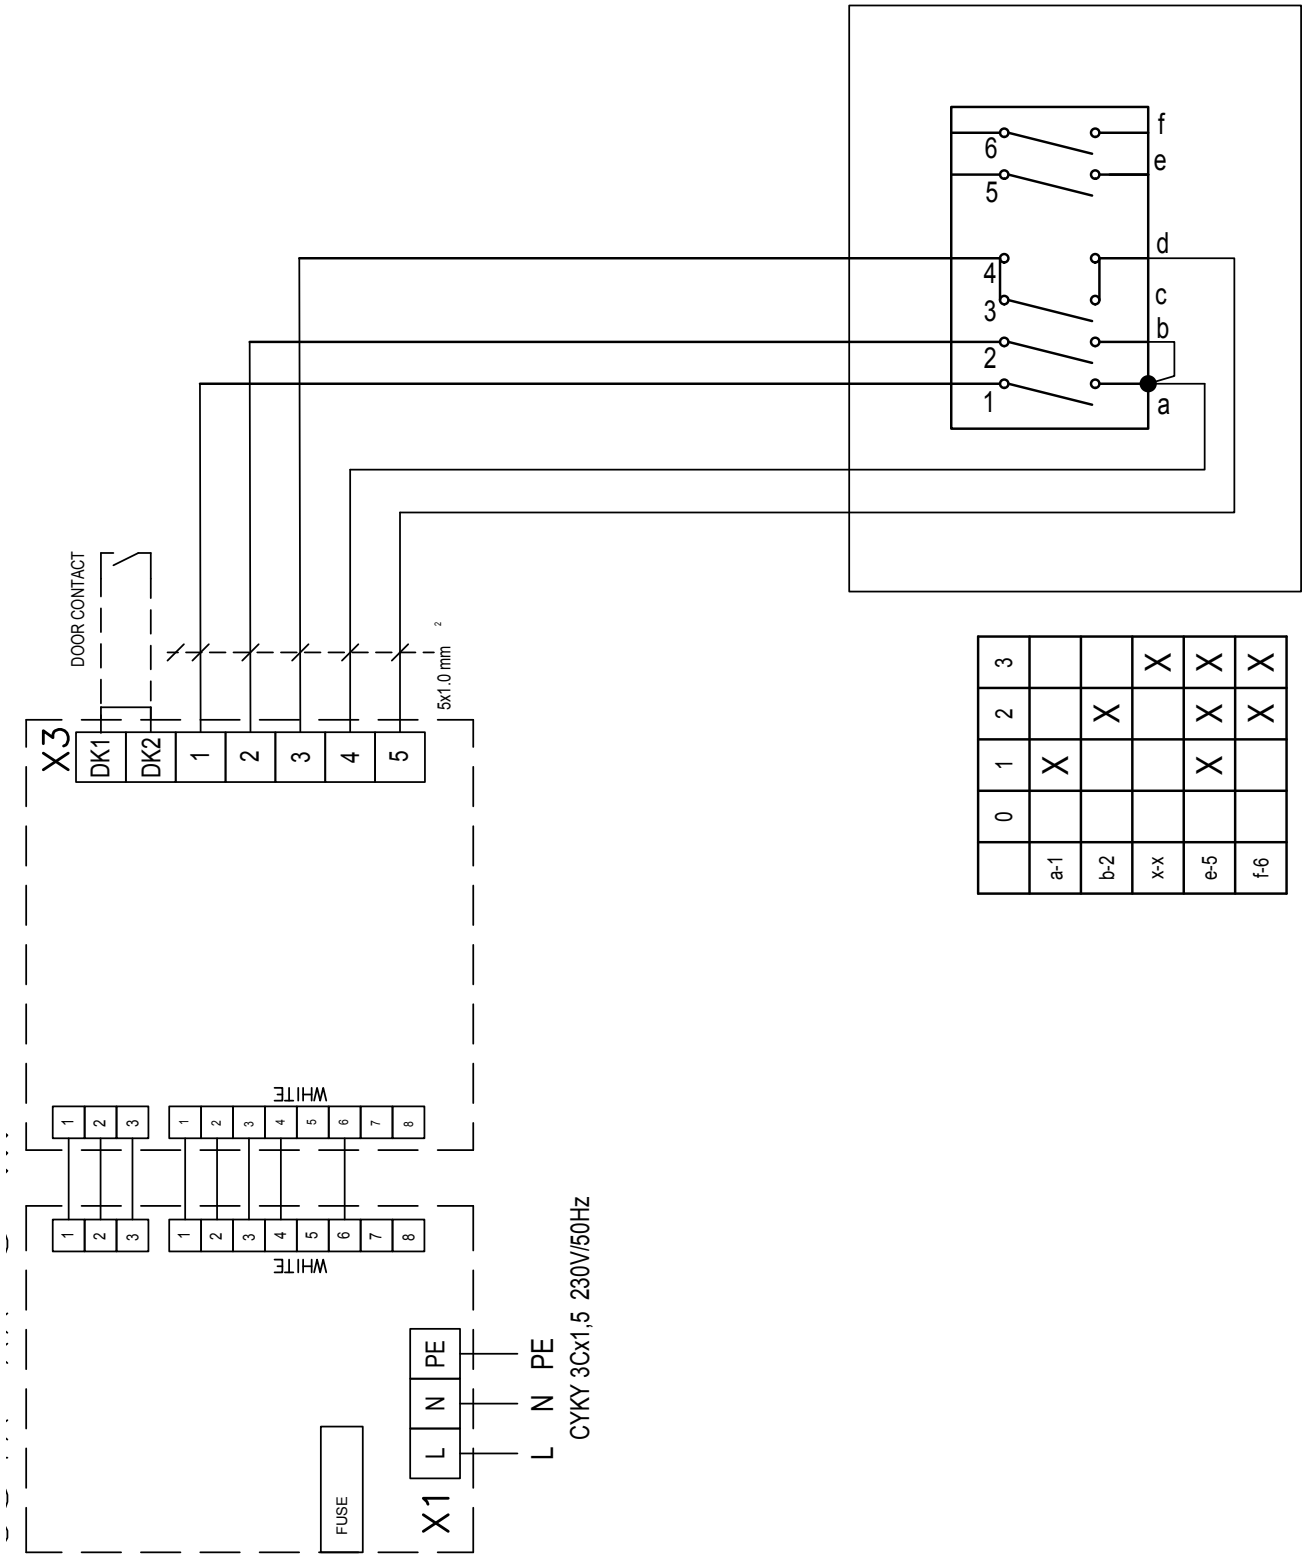 f
6
e
5
d
4
c
3
b
2
1
a
DOOR CONTACT
5x1.0 mm 2
X3
DK1
DK2
1
2
3
4
5
0 1 2 3
a-1 X
b-2 X
x-x X
e-5 X X X
f-6 X X
WHITE
1 2 3
1 2 3 4 5 6 7 8
1 2 3
1 2 3 4 5 6 7 8
WHITE
FUSE
X1
L N PE
L N PE
CYKY 3Cx1,5 230V/50Hz